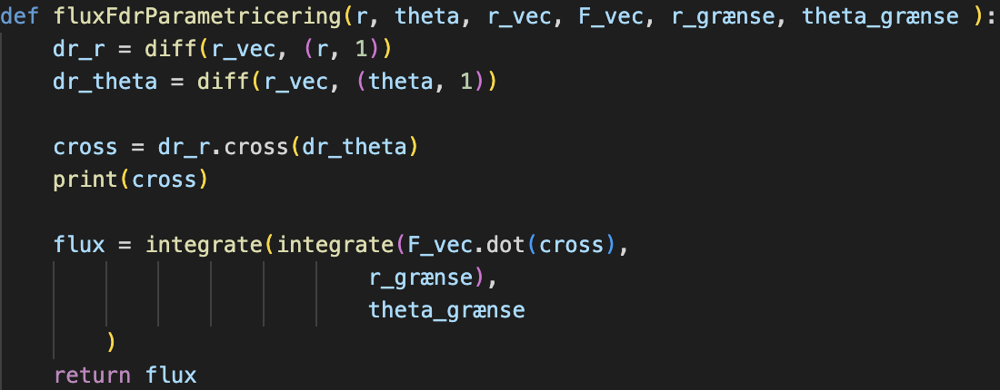 def fluxFdrParametricering(r, theta, r_vec, F_vec, r_grænse, theta_grænse ):
dr_r = diff(r_vec, (r, 1))
dr_theta = diff(r_vec, (theta, 1))
cross = dr_r.cross(dr_theta)
print(cross)
flux = integrate(integrate(F_vec.dot(cross),
r_grænse),
theta_grænse
)
return flux